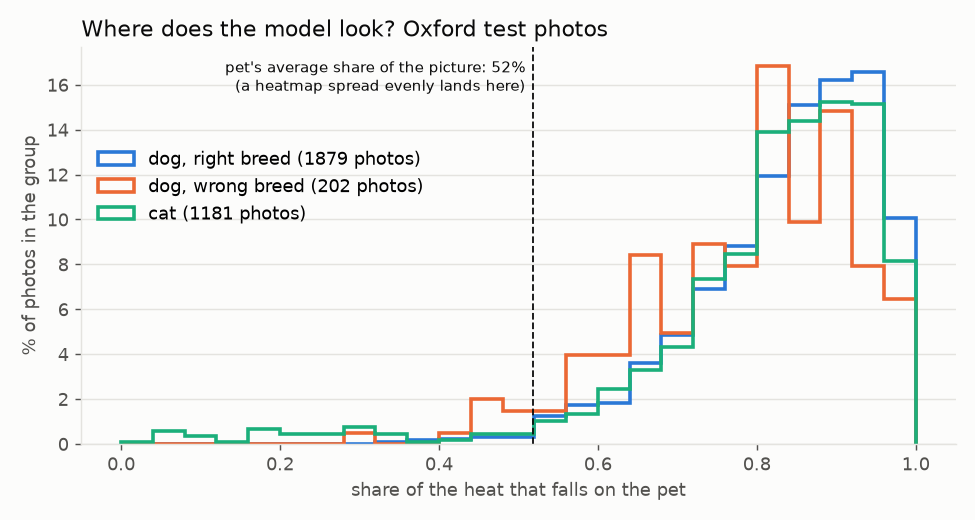 Where does the model look? Oxford test photos
pet's average share of the picture: 52%
(a heatmap spread evenly lands here)
dog, right breed (1879 photos)
dog, wrong breed (202 photos)
cat (1181 photos)
% of photos in the group
16
14
12
10
8
6
4
2
0
0.0 0.2 0.4 0.6 0.8 1.0
share of the heat that falls on the pet